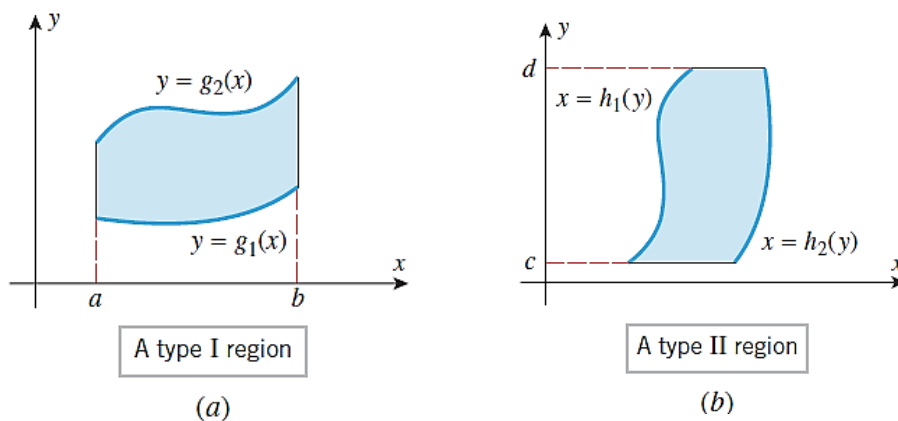 y
y = g₂(x)
y = g₁(x)
x
a
b
A type I region
(a)
y
d
x = h₁(y)
x = h₂(y)
c
x
A type II region
(b)